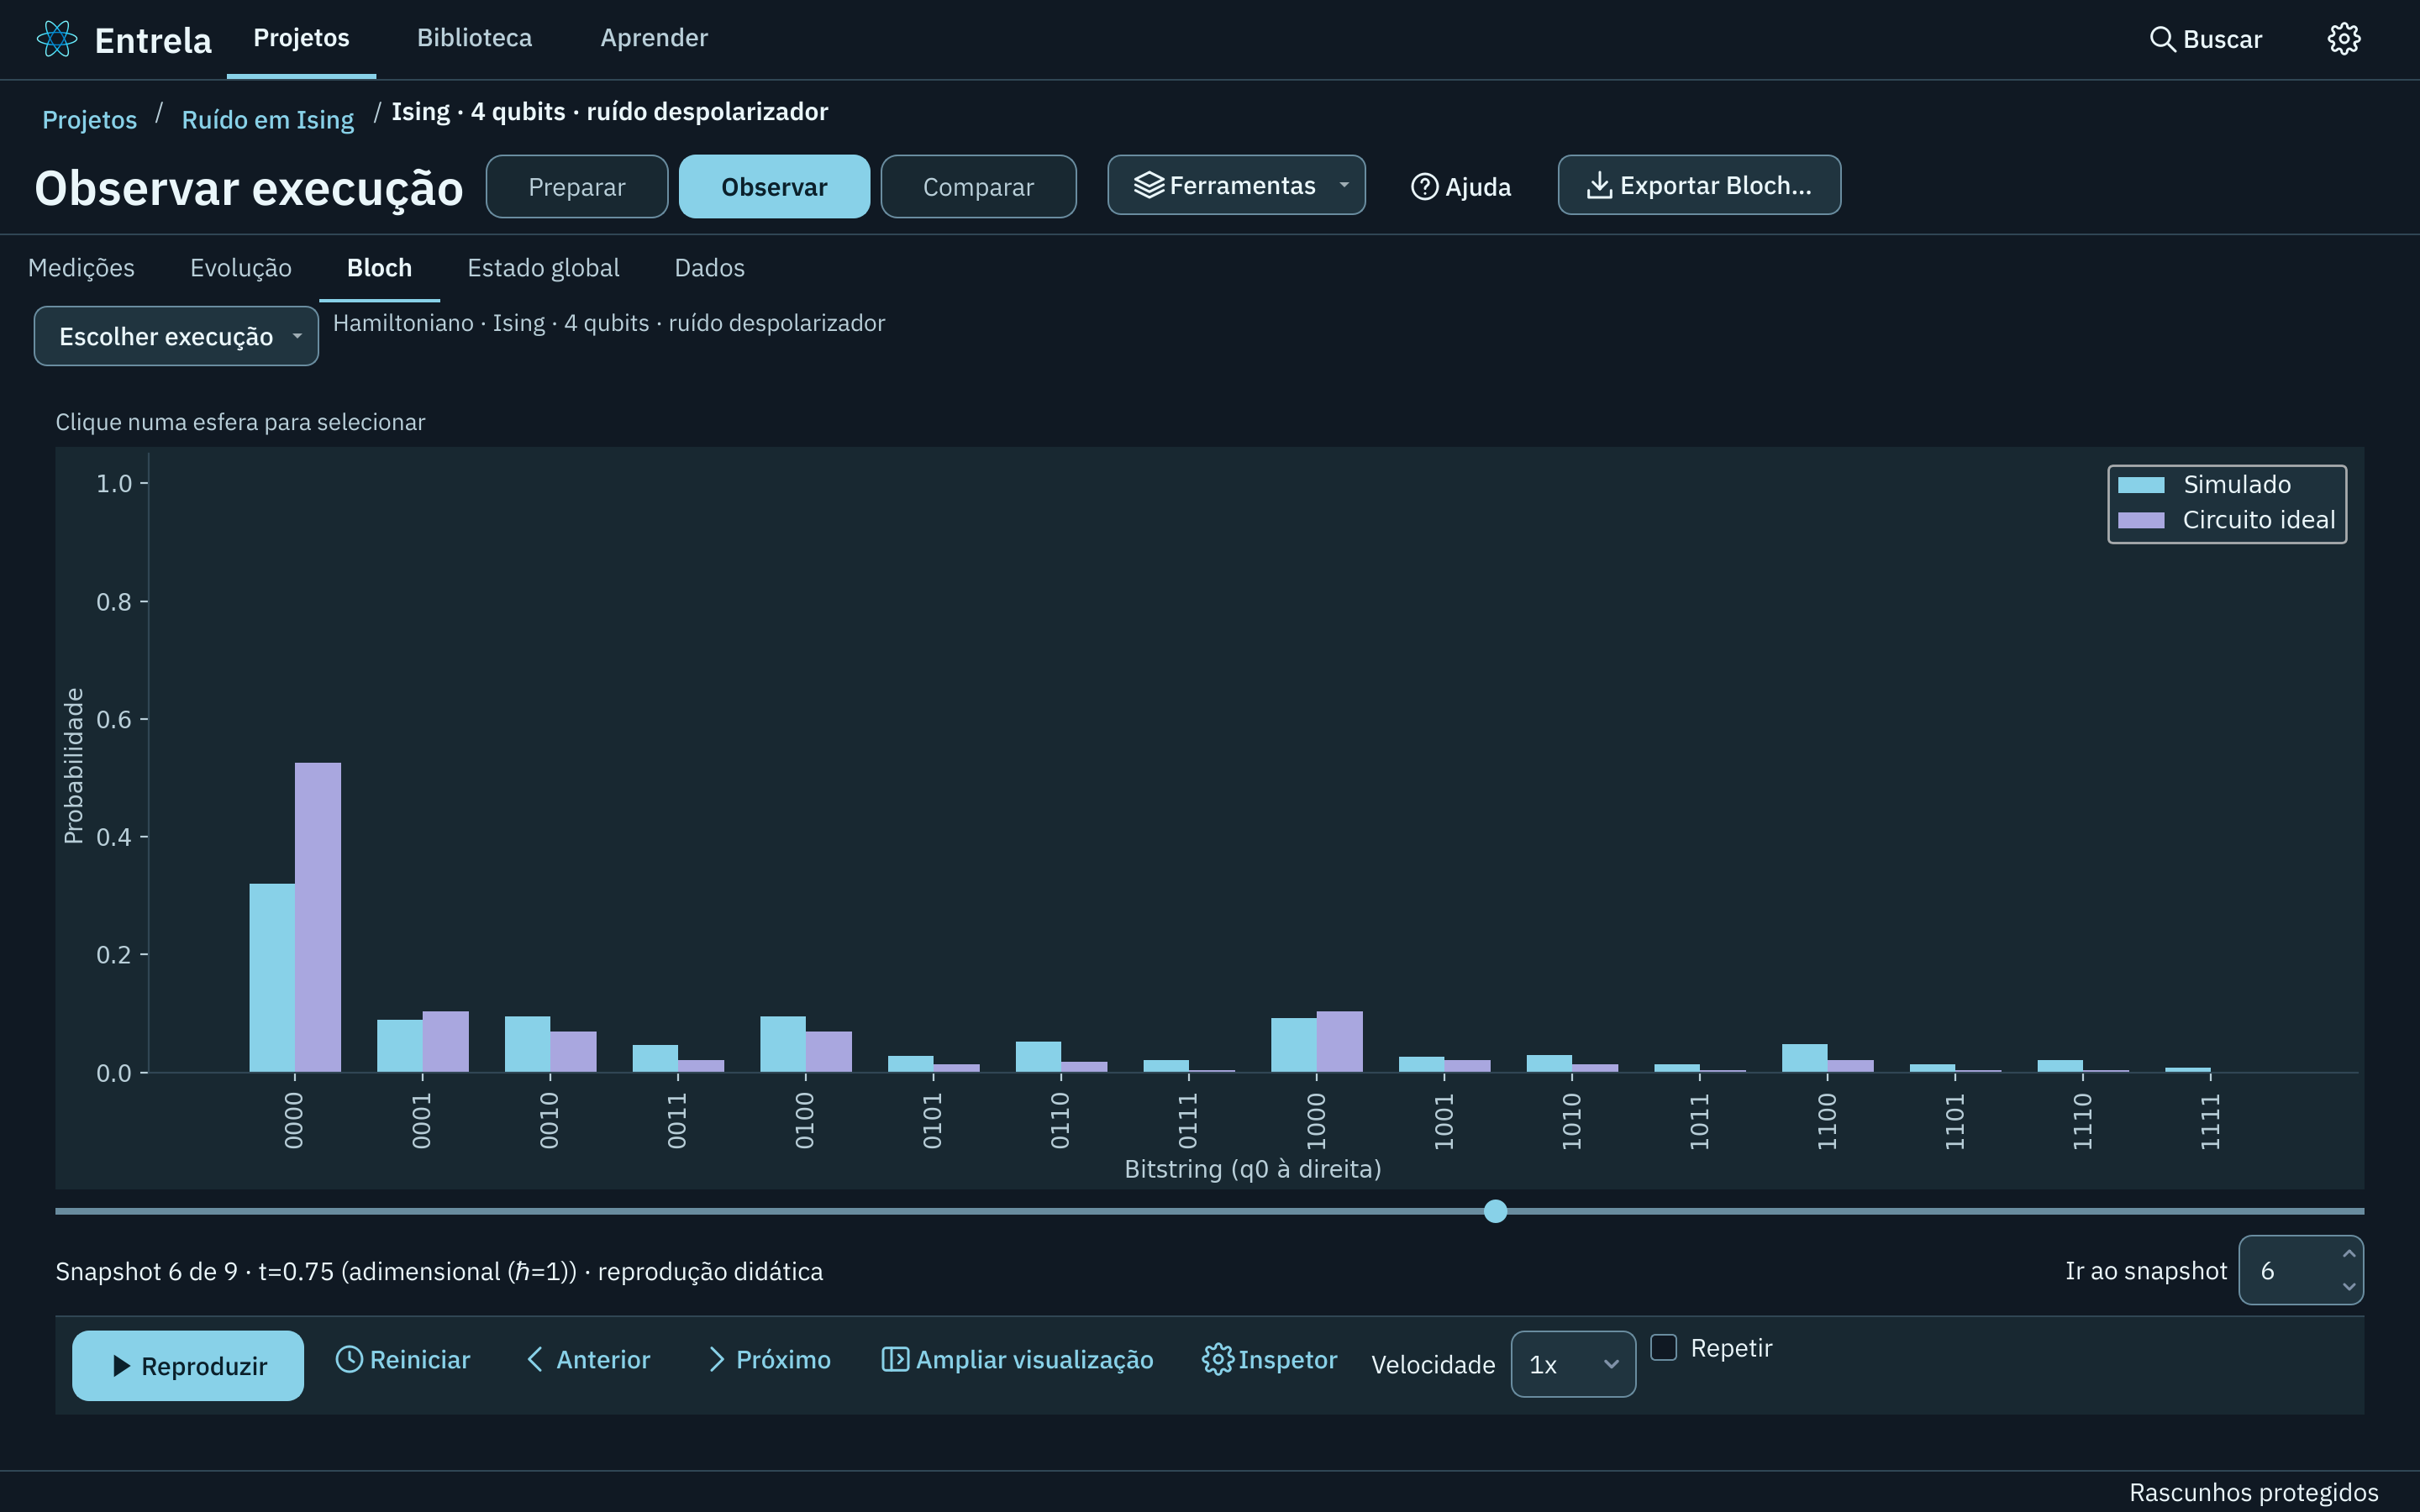 Entrela
Projetos
Biblioteca
Aprender
Buscar
Projetos / Ruído em Ising / Ising · 4 qubits · ruído despolarizador
Observar execução
Preparar
Observar
Comparar
Ferramentas
Ajuda
Exportar Bloch...
Medições
Evolução
Bloch
Estado global
Dados
Escolher execução
Hamiltoniano · Ising · 4 qubits · ruído despolarizador
Clique numa esfera para selecionar
Simulado
Circuito ideal
Probabilidade
1.0
0.8
0.6
0.4
0.2
0.0
0000
0001
0010
0011
0100
0101
0110
0111
1000
1001
1010
1011
1100
1101
1110
1111
Bitstring (q0 à direita)
Snapshot 6 de 9 · t=0.75 (adimensional (ℏ=1)) · reprodução didática
Ir ao snapshot
6
Reproduzir
Reiniciar
Anterior
Próximo
Ampliar visualização
Inspetor
Velocidade
1x
Repetir
Rascunhos protegidos